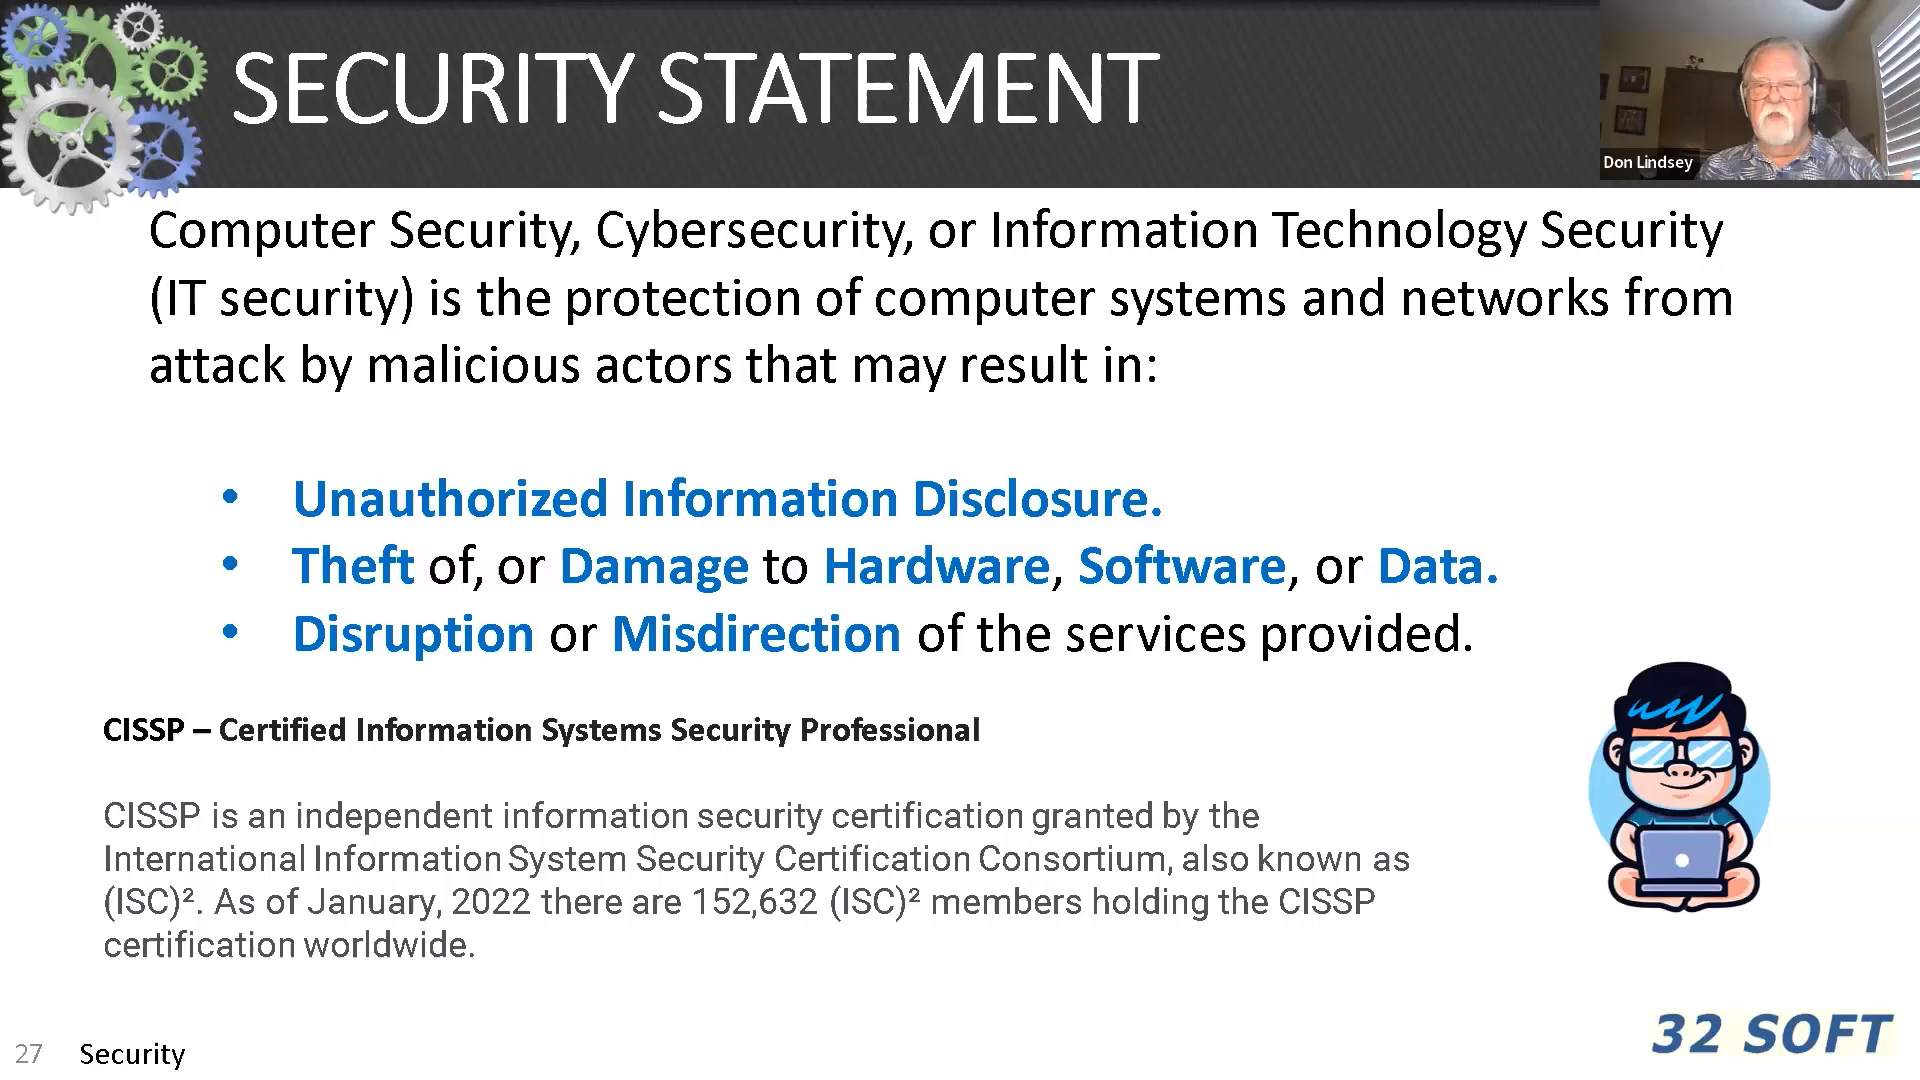 SECURITY STATEMENT
Don Lindsey
Computer Security, Cybersecurity, or Information Technology Security
(IT security) is the protection of computer systems and networks from
attack by malicious actors that may result in:
• Unauthorized Information Disclosure.
• Theft of, or Damage to Hardware, Software, or Data.
• Disruption or Misdirection of the services provided.
CISSP – Certified Information Systems Security Professional
CISSP is an independent information security certification granted by the
International Information System Security Certification Consortium, also known as
(ISC)². As of January, 2022 there are 152,632 (ISC)² members holding the CISSP
certification worldwide.
27 Security
32 SOFT